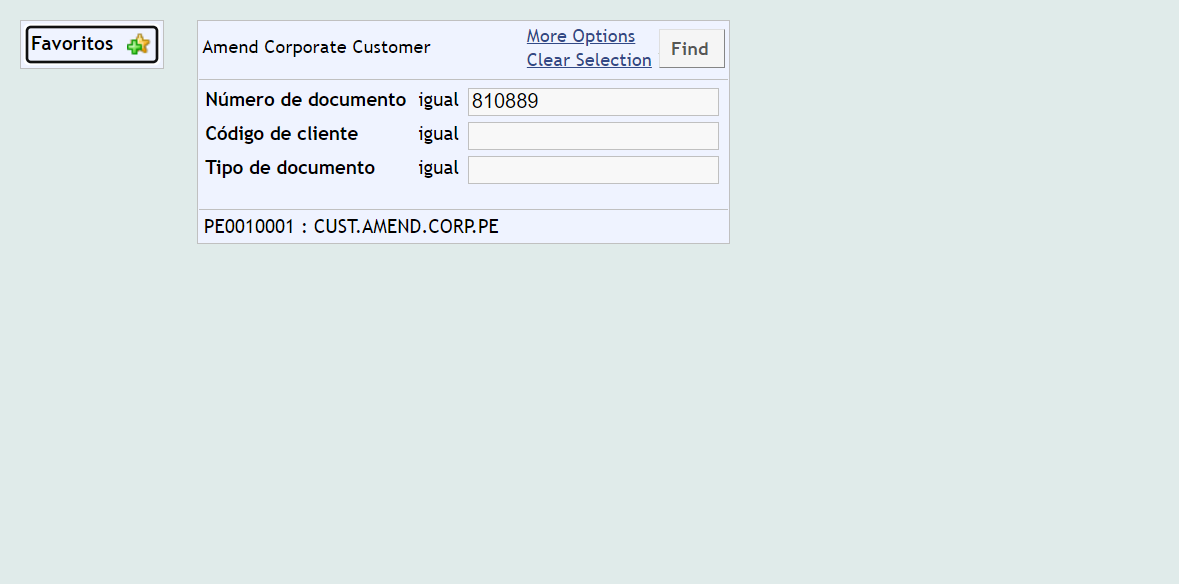 Favoritos
Amend Corporate Customer
More Options
Clear Selection
Find
Número de documento igual 810889
Código de cliente igual
Tipo de documento igual
PE0010001 : CUST.AMEND.CORP.PE